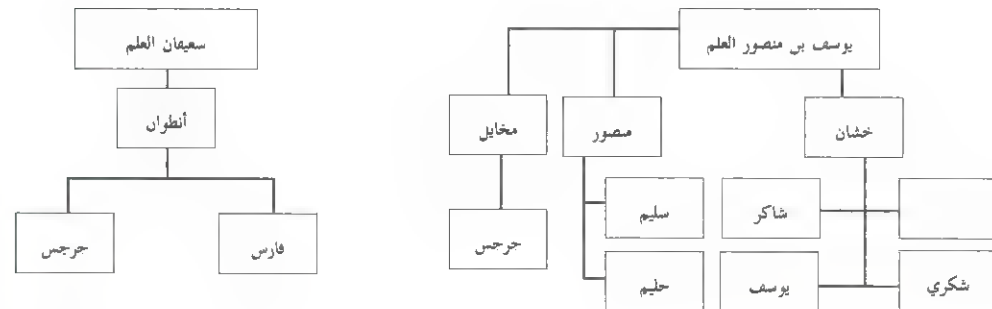 يوسف بن منصور العلم
سعيفان العلم
خشان
منصور
مخايل
أنطوان
شاكر
سليم
جرجس
فارس
جرجس
شكري
يوسف
حليم